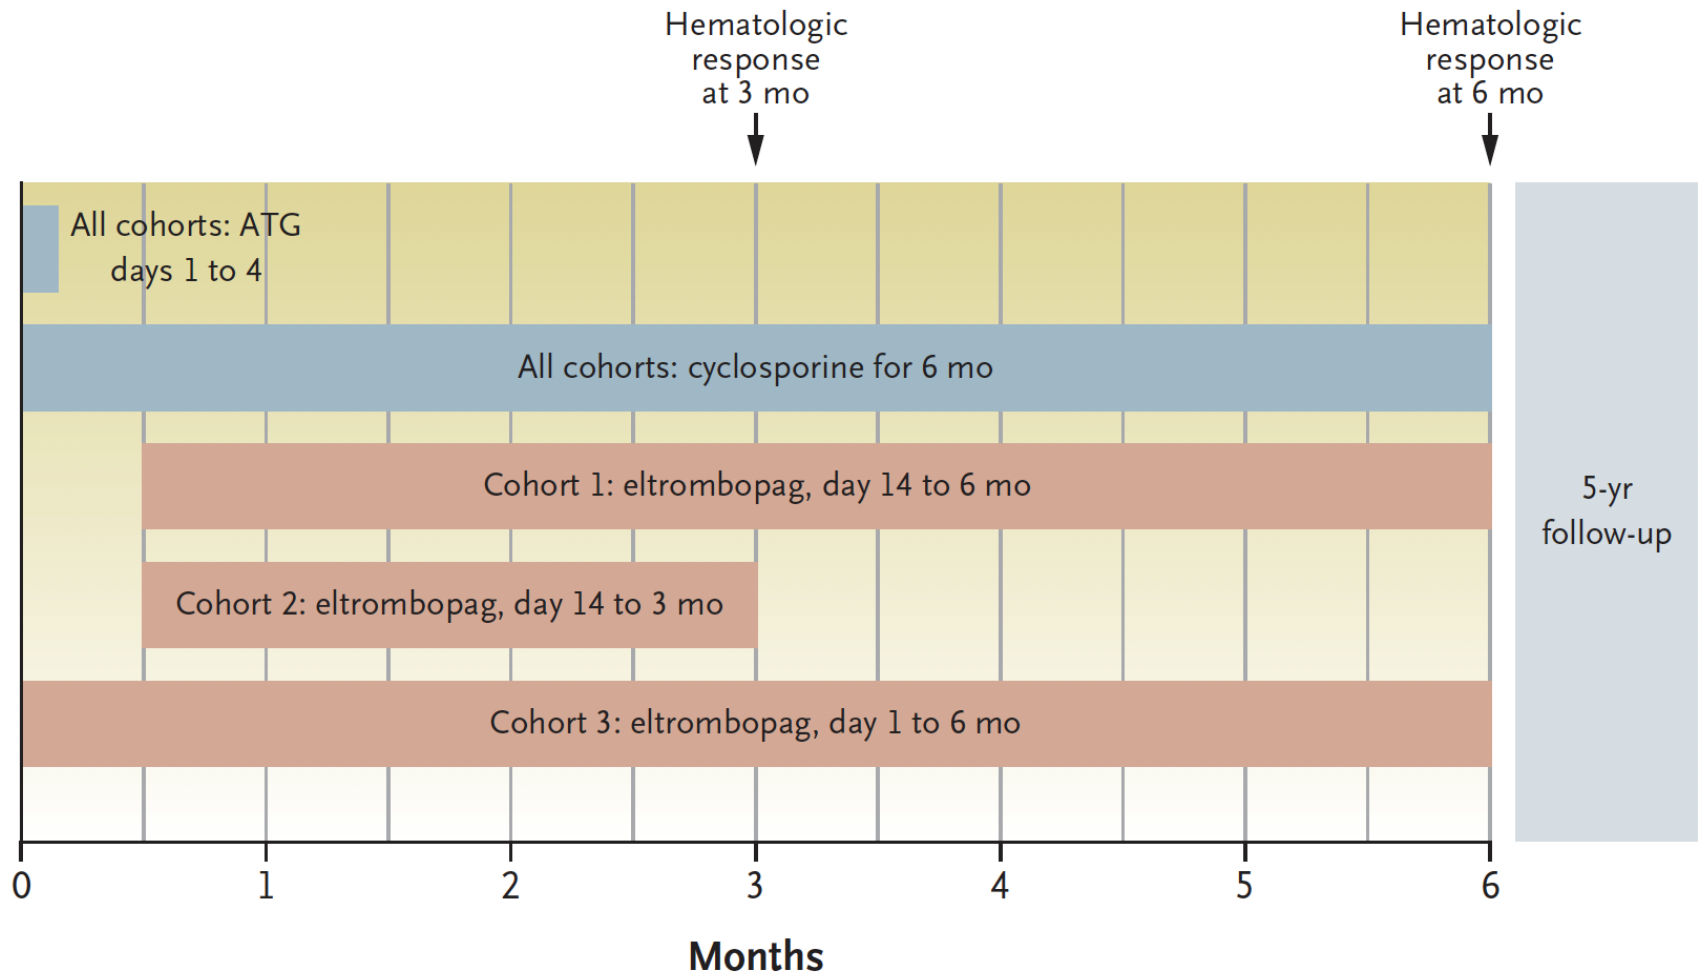 Hematologic
response
at 3 mo
Hematologic
response
at 6 mo
All cohorts: ATG
days 1 to 4
All cohorts: cyclosporine for 6 mo
Cohort 1: eltrombopag, day 14 to 6 mo
5-yr
follow-up
Cohort 2: eltrombopag, day 14 to 3 mo
Cohort 3: eltrombopag, day 1 to 6 mo
0 1 2 3 4 5 6
Months